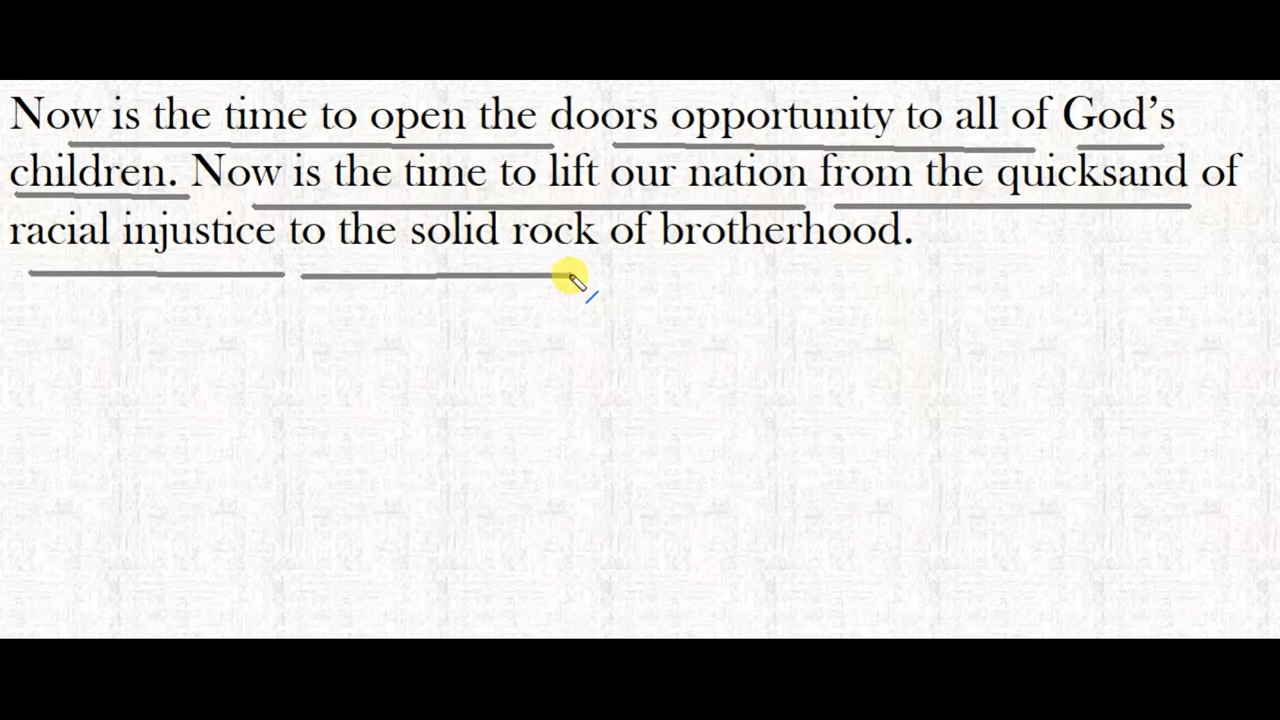 Now is the time to open the doors opportunity to all of God’s
children. Now is the time to lift our nation from the quicksand of
racial injustice to the solid rock of brotherhood.